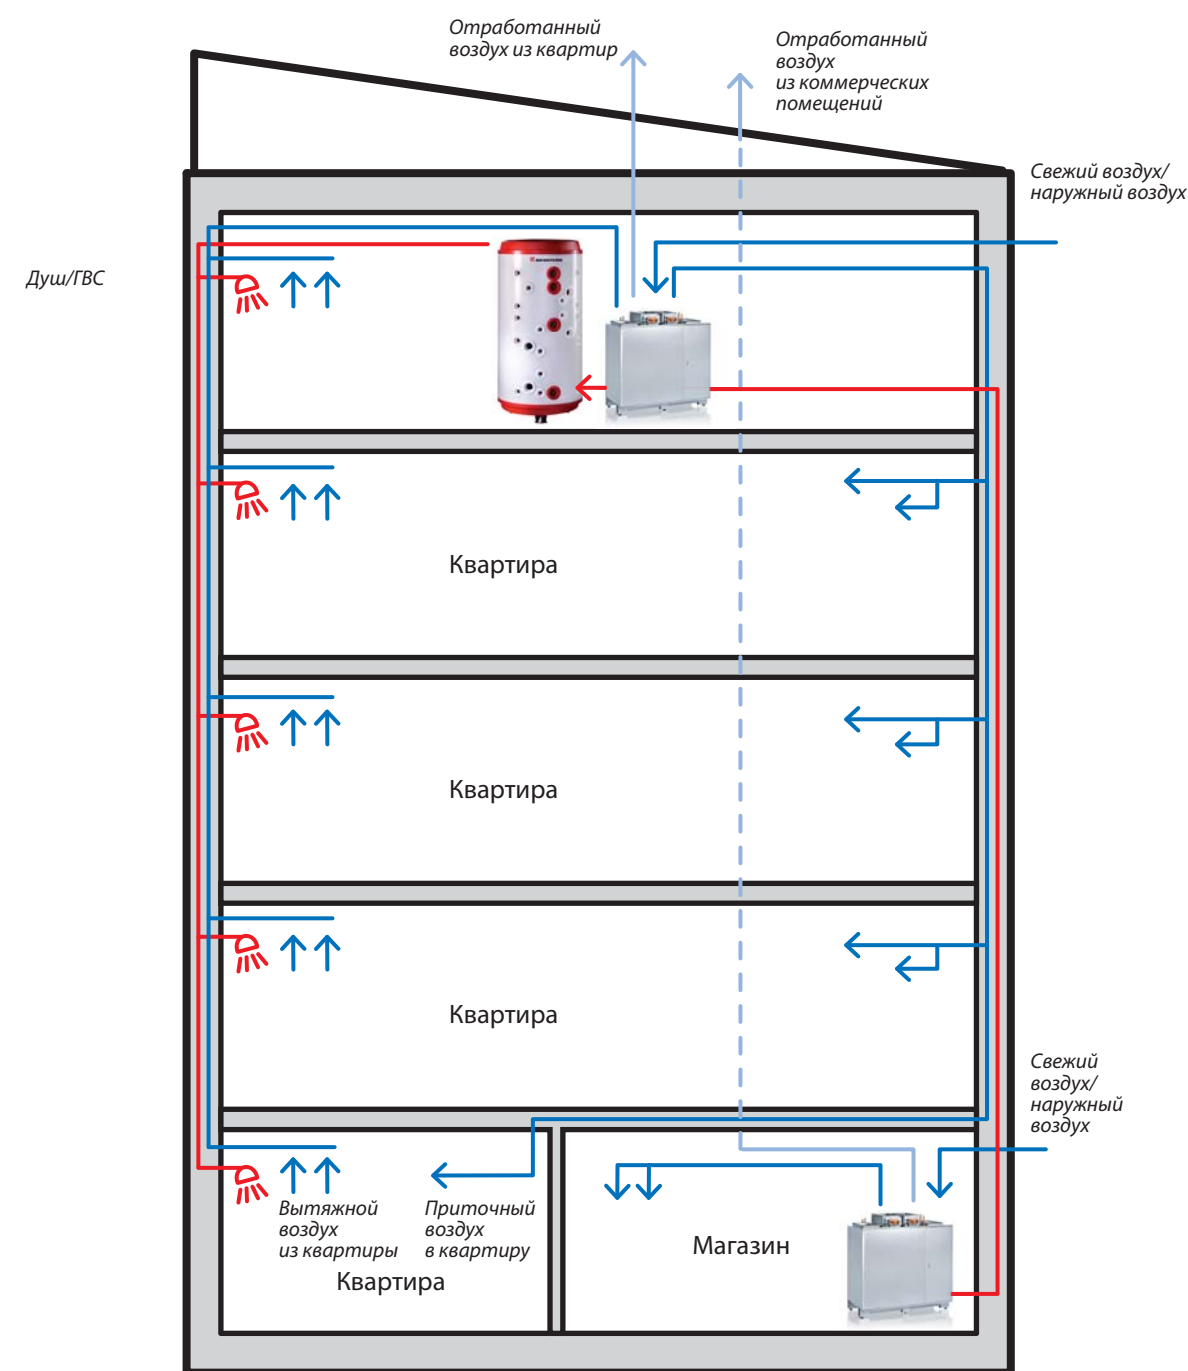 Отработанный
воздух из квартир
Отработанный
воздух
из коммерческих
помещений
Свежий воздух/
наружный воздух
Душ/ГВС
Квартира
Квартира
Квартира
Свежий
воздух/
наружный
воздух
Вытяжной
воздух
из квартиры
Приточный
воздух
в квартиру
Квартира
Магазин